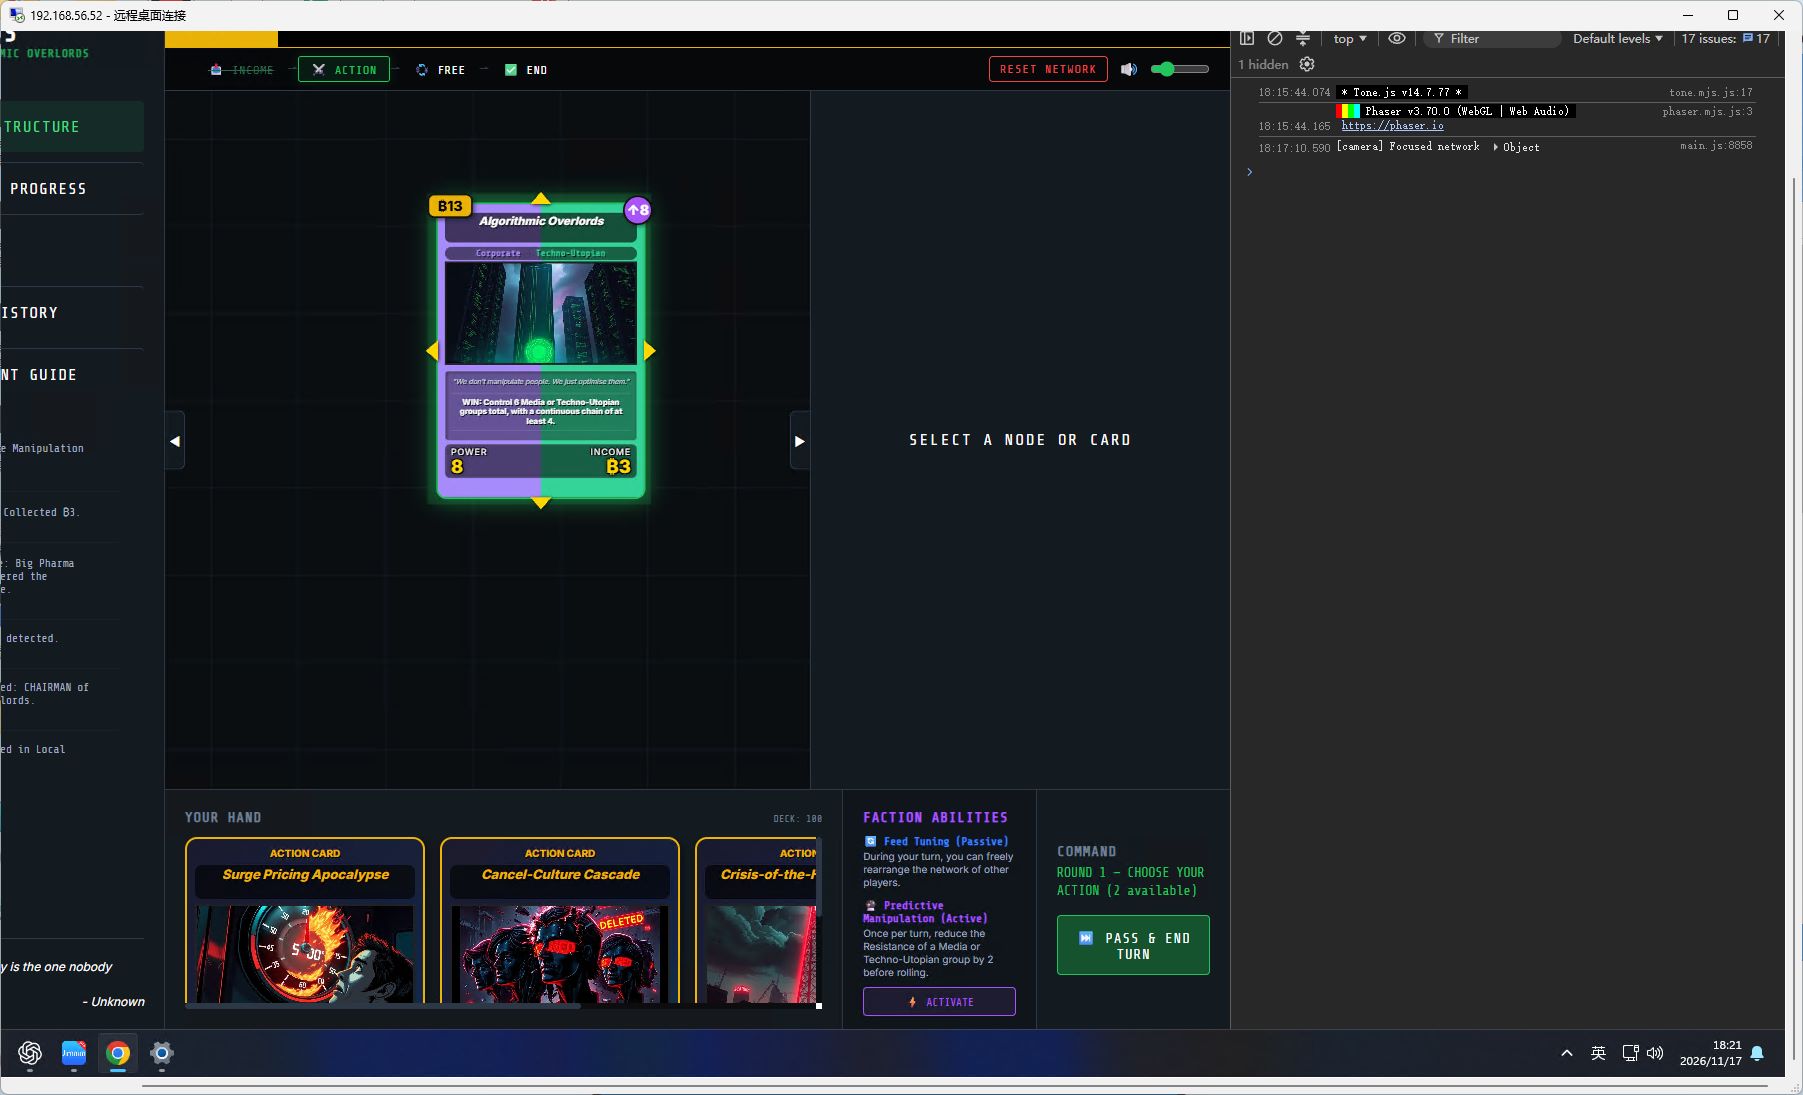 192.168.56.52 - 远程桌面连接
MIC OVERLORDS
TRUCTURE
PROGRESS
ISTORY
NT GUIDE
e Manipulation
Collected ₿3.
e: Big Pharma
ered the
e.
detected.
ed: CHAIRMAN of
lords.
ed in Local
y is the one nobody
- Unknown
INCOME
ACTION
FREE
END
RESET NETWORK
₿13
8
Algorithmic Overlords
Corporate Techno-Utopian
"We don't manipulate people. We just optimise them."
WIN: Control 6 Media or Techno-Utopian
groups total, with a continuous chain of at
least 4.
POWER
8
INCOME
₿3
SELECT A NODE OR CARD
YOUR HAND
DECK: 100
ACTION CARD
Surge Pricing Apocalypse
ACTION CARD
Cancel-Culture Cascade
DELETED
ACTION
Crisis-of-the-H
FACTION ABILITIES
Feed Tuning (Passive)
During your turn, you can freely
rearrange the network of other
players.
Predictive
Manipulation (Active)
Once per turn, reduce the
Resistance of a Media or
Techno-Utopian group by 2
before rolling.
ACTIVATE
COMMAND
ROUND 1 — CHOOSE YOUR
ACTION (2 available)
PASS & END
TURN
top
Filter
Default levels
17 issues: 17
1 hidden
18:15:44.074 * Tone.js v14.7.77 * tone.mjs.js:17
Phaser v3.70.0 (WebGL | Web Audio) phaser.mjs.js:3
18:15:44.165 https://phaser.io
18:17:10.590 [camera] Focused network Object main.js:8858
英
18:21
2026/11/17